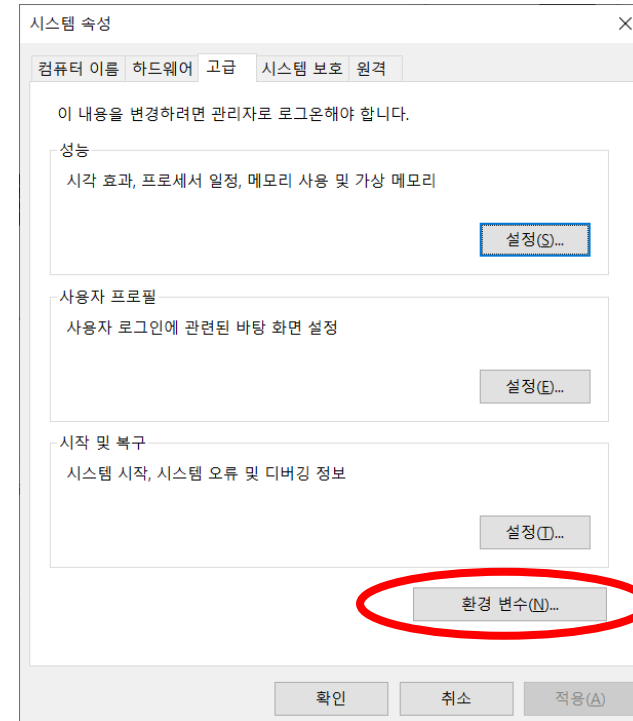 시스템 속성
컴퓨터 이름 하드웨어 고급 시스템 보호 원격
이 내용을 변경하려면 관리자로 로그온해야 합니다.
성능
시각 효과, 프로세서 일정, 메모리 사용 및 가상 메모리
설정(S)...
사용자 프로필
사용자 로그인에 관련된 바탕 화면 설정
설정(E)...
시작 및 복구
시스템 시작, 시스템 오류 및 디버깅 정보
설정(T)...
환경 변수(N)...
확인 취소 적용(A)